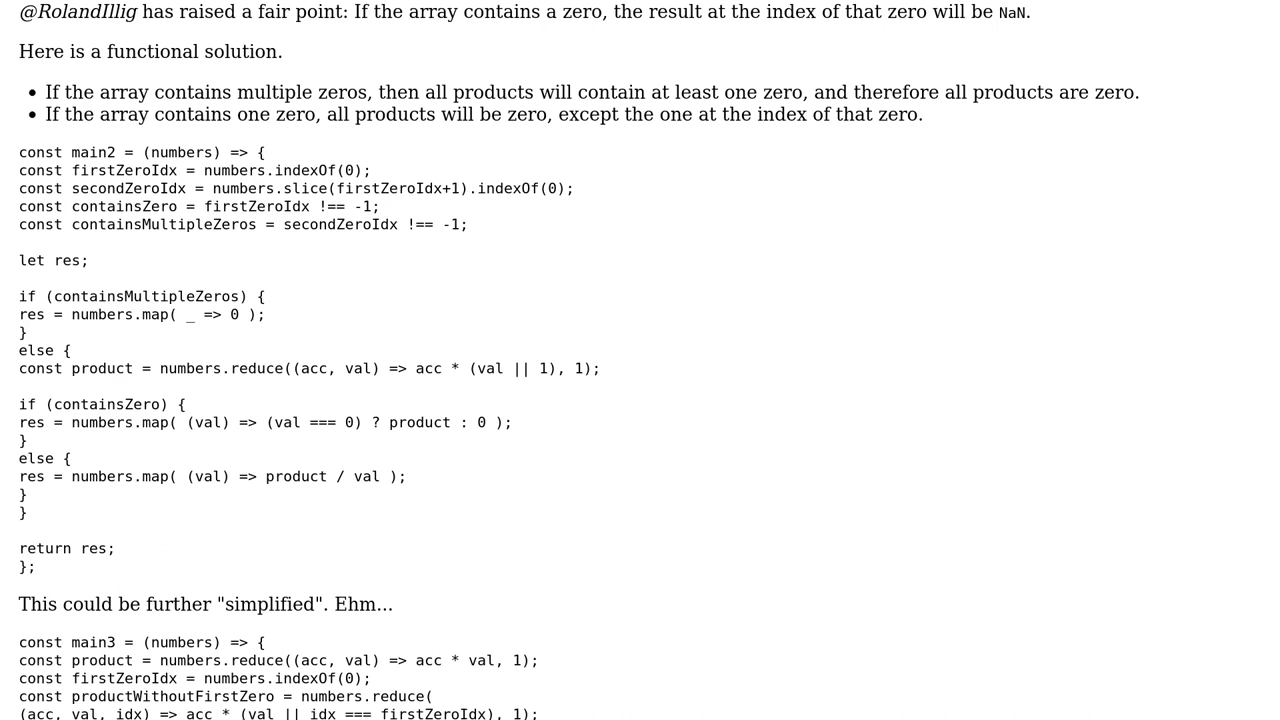 @RolandIllig has raised a fair point: If the array contains a zero, the result at the index of that zero will be NaN.
Here is a functional solution.
• If the array contains multiple zeros, then all products will contain at least one zero, and therefore all products are zero.
• If the array contains one zero, all products will be zero, except the one at the index of that zero.
const main2 = (numbers) => {
const firstZeroIdx = numbers.indexOf(0);
const secondZeroIdx = numbers.slice(firstZeroIdx+1).indexOf(0);
const containsZero = firstZeroIdx !== -1;
const containsMultipleZeros = secondZeroIdx !== -1;
let res;
if (containsMultipleZeros) {
res = numbers.map( _ => 0 );
}
else {
const product = numbers.reduce((acc, val) => acc * (val || 1), 1);
if (containsZero) {
res = numbers.map( (val) => (val === 0) ? product : 0 );
}
else {
res = numbers.map( (val) => product / val );
}
}
return res;
};
This could be further "simplified". Ehm...
const main3 = (numbers) => {
const product = numbers.reduce((acc, val) => acc * val, 1);
const firstZeroIdx = numbers.indexOf(0);
const productWithoutFirstZero = numbers.reduce(
(acc, val, idx) => acc * (val || idx === firstZeroIdx), 1);